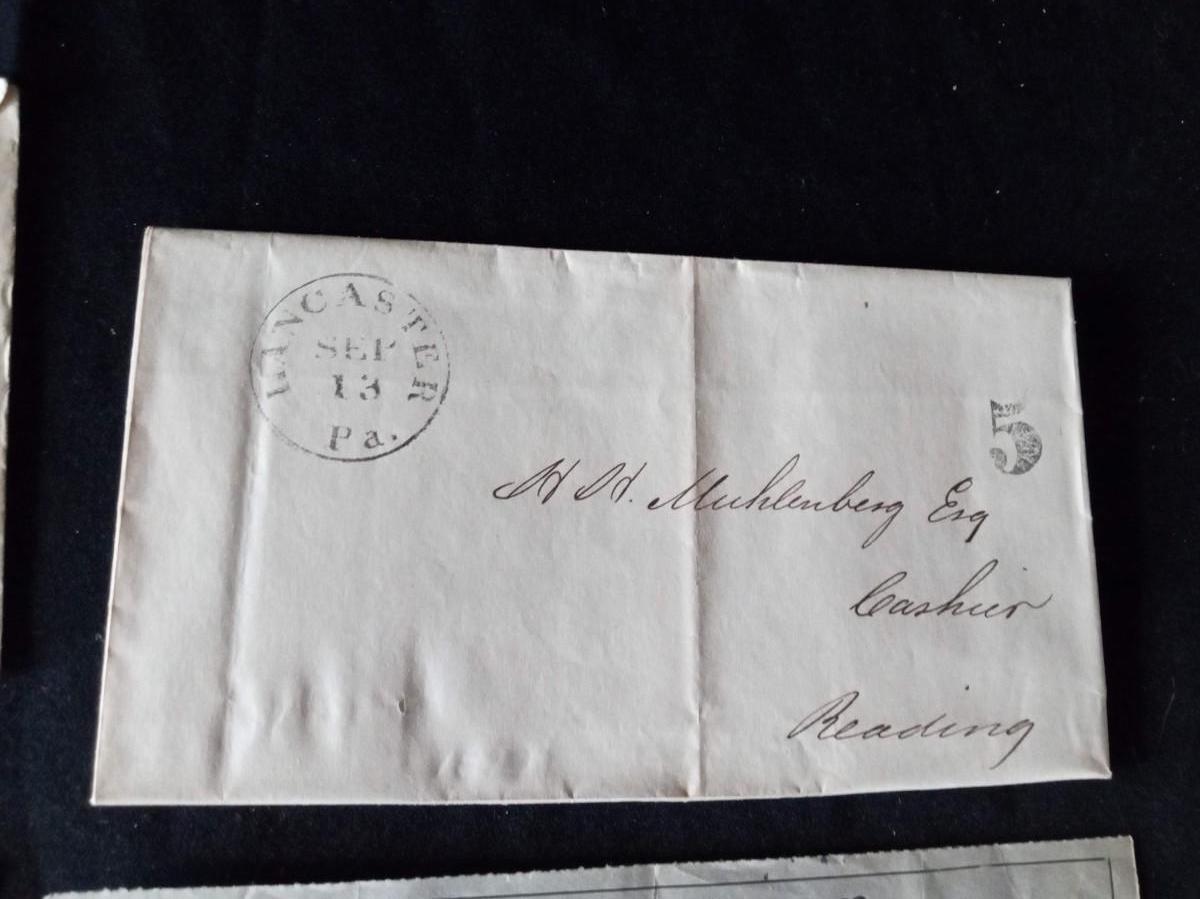 LANCASTER
SEP
13
Pa.
5
H H. Muhlenberg Esq
Cashier
Reading